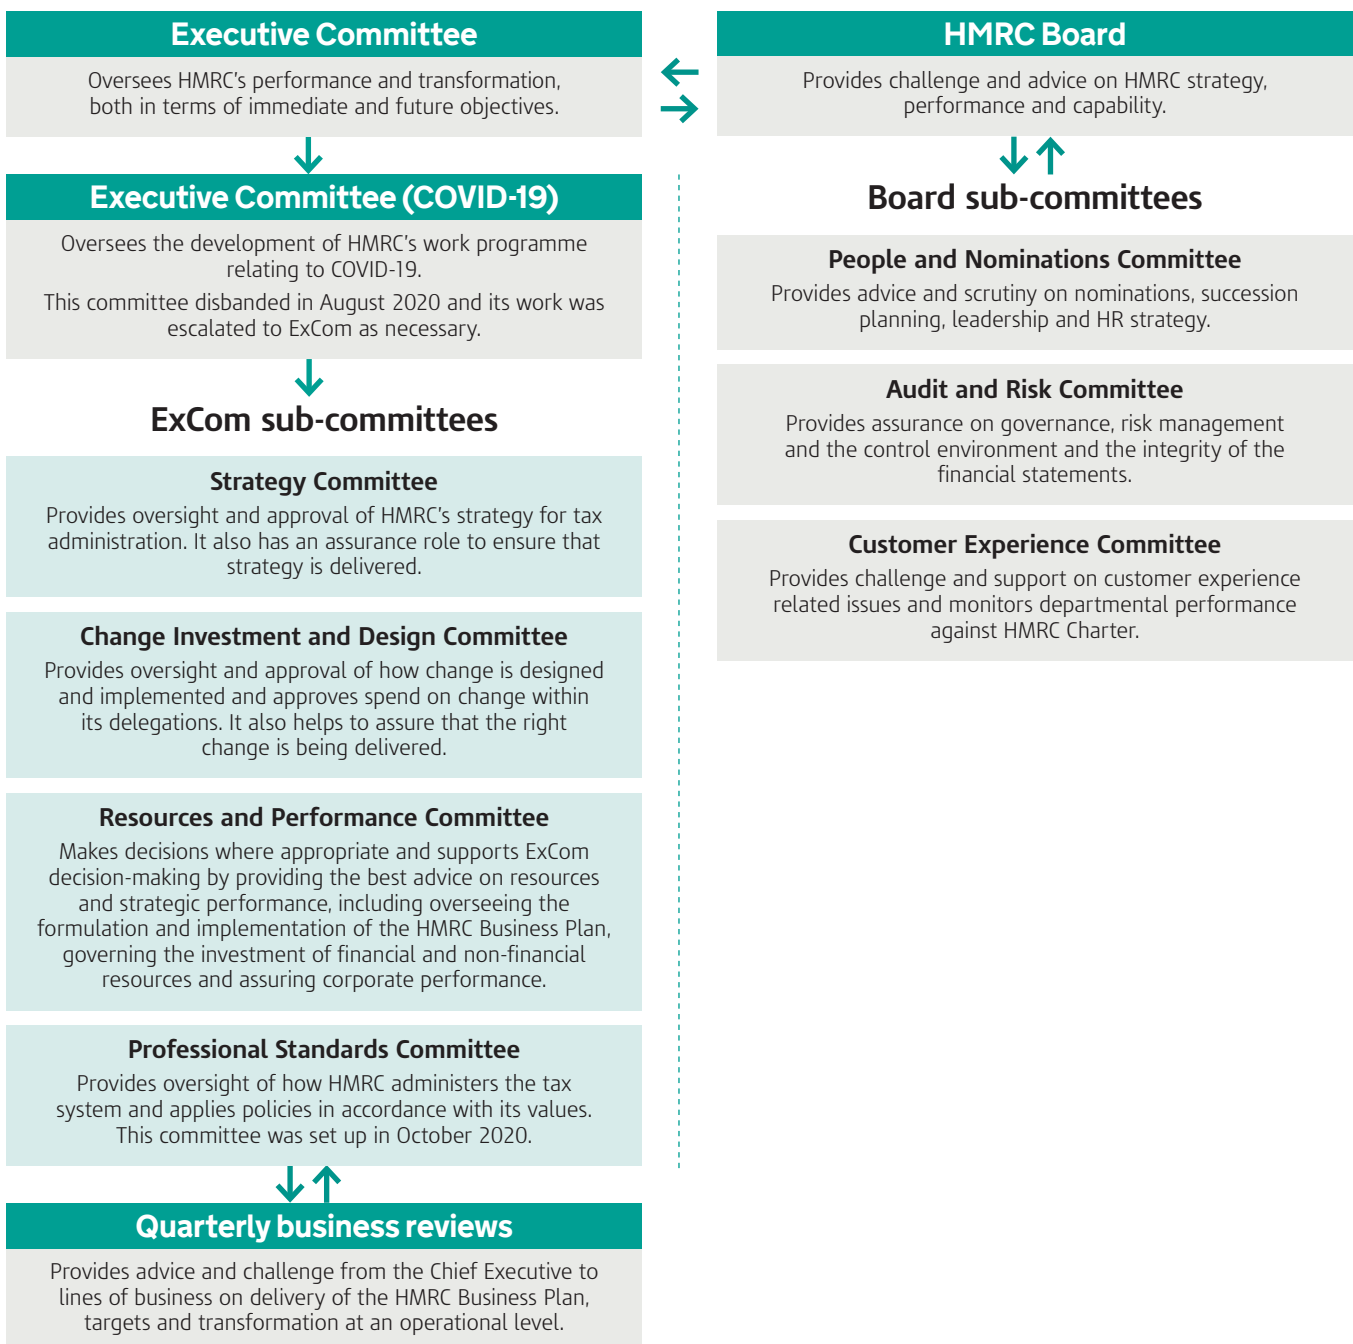 Executive Committee
Oversees HMRC's performance and transformation,
both in terms of immediate and future objectives.
Executive Committee (COVID-19)
Oversees the development of HMRC's work programme
relating to COVID-19.
This committee disbanded in August 2020 and its work was
escalated to ExCom as necessary.
ExCom sub-committees
Strategy Committee
Provides oversight and approval of HMRC's strategy for tax
administration. It also has an assurance role to ensure that
strategy is delivered.
Change Investment and Design Committee
Provides oversight and approval of how change is designed
and implemented and approves spend on change within
its delegations. It also helps to assure that the right
change is being delivered.
Resources and Performance Committee
Makes decisions where appropriate and supports ExCom
decision-making by providing the best advice on resources
and strategic performance, including overseeing the
formulation and implementation of the HMRC Business Plan,
governing the investment of financial and non-financial
resources and assuring corporate performance.
Professional Standards Committee
Provides oversight of how HMRC administers the tax
system and applies policies in accordance with its values.
This committee was set up in October 2020.
Quarterly business reviews
Provides advice and challenge from the Chief Executive to
lines of business on delivery of the HMRC Business Plan,
targets and transformation at an operational level.
HMRC Board
Provides challenge and advice on HMRC strategy,
performance and capability.
Board sub-committees
People and Nominations Committee
Provides advice and scrutiny on nominations, succession
planning, leadership and HR strategy.
Audit and Risk Committee
Provides assurance on governance, risk management
and the control environment and the integrity of the
financial statements.
Customer Experience Committee
Provides challenge and support on customer experience
related issues and monitors departmental performance
against HMRC Charter.